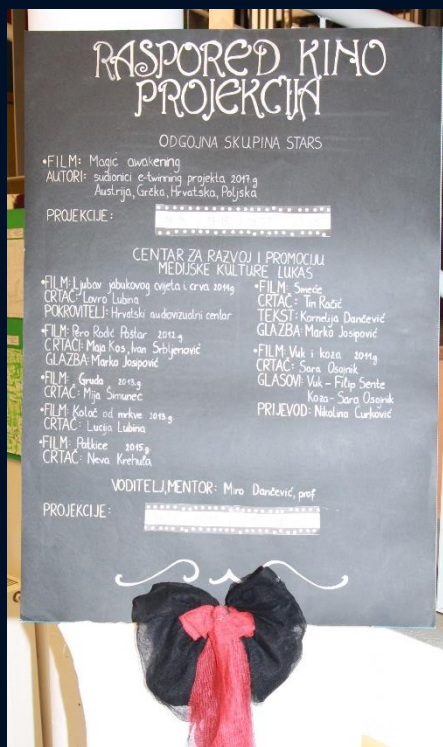 RASPORED KINO
PROJEKCIJA
ODGOJNA SKUPINA STARS
•FILM: Magic awakening
AUTORI: sudionici e-twinning projekta 2017.g
Austrija, Grčka, Hrvatska, Poljska
PROJEKCIJE:
CENTAR ZA RAZVOJ I PROMOCIJU
MEDIJSKE KULTURE LUKAS
•FILM: Ljubav jabukovog cvijeta i crva 2011g
CRTAČ: Lovro Lubina
POKROVITELJ: Hrvatski audiovizualni centar
•FILM: Pero Rodić Poštar 2012.g
CRTAČI: Maja Kos, Ivan Srbljenović
GLAZBA: Marko Josipović
•FILM: Gruda 2013.g
CRTAČ: Mija Šimunec
•FILM: Kolač od mrkve 2013.g
CRTAČ: Lucija Lubina
•FILM: Patkice 2015.g
CRTAČ: Neva Krehula
•FILM: Smeće
CRTAČ: Tin Račić
TEKST: Kornelija Dančević
GLAZBA: Marko Josipović
•FILM: Vuk i koza 2011g
CRTAČ: Sara Osojnik
GLASOVI: Vuk - Filip Šente
Koza - Sara Osojnik
PRIJEVOD: Nikolina Ćurković
VODITELJ, MENTOR: Miro Dančević, prof
PROJEKCIJE: